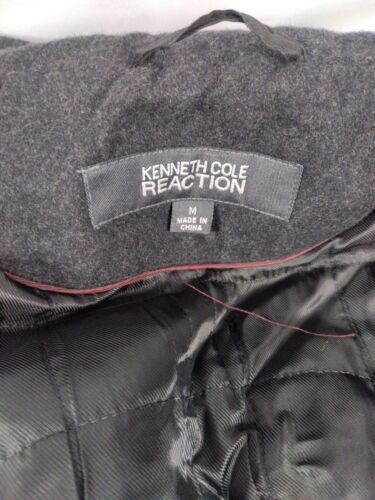 KENNETH COLE
REACTION
M
MADE IN
CHINA